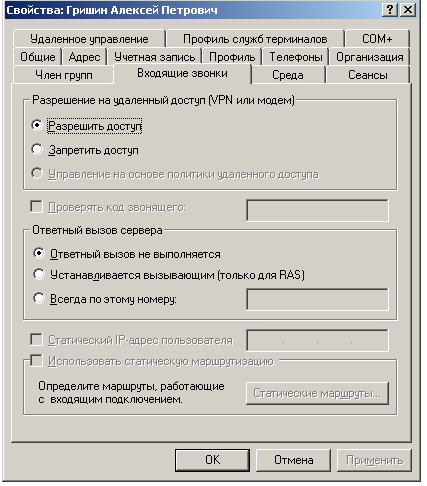 Свойства: Гришин Алексей Петрович
Удаленное управление Профиль служб терминалов COM+
Общие Адрес Учетная запись Профиль Телефоны Организация
Член групп Входящие звонки Среда Сеансы
Разрешение на удаленный доступ (VPN или модем)
Разрешить доступ
Запретить доступ
Управление на основе политики удаленного доступа
Проверять код звонящего:
Ответный вызов сервера
Ответный вызов не выполняется
Устанавливается вызывающим (только для RAS)
Всегда по этому номеру:
Статический IP-адрес пользователя
Использовать статическую маршрутизацию
Определите маршруты, работающие
с входящим подключением.
Статические маршруты...
OK Отмена Применить